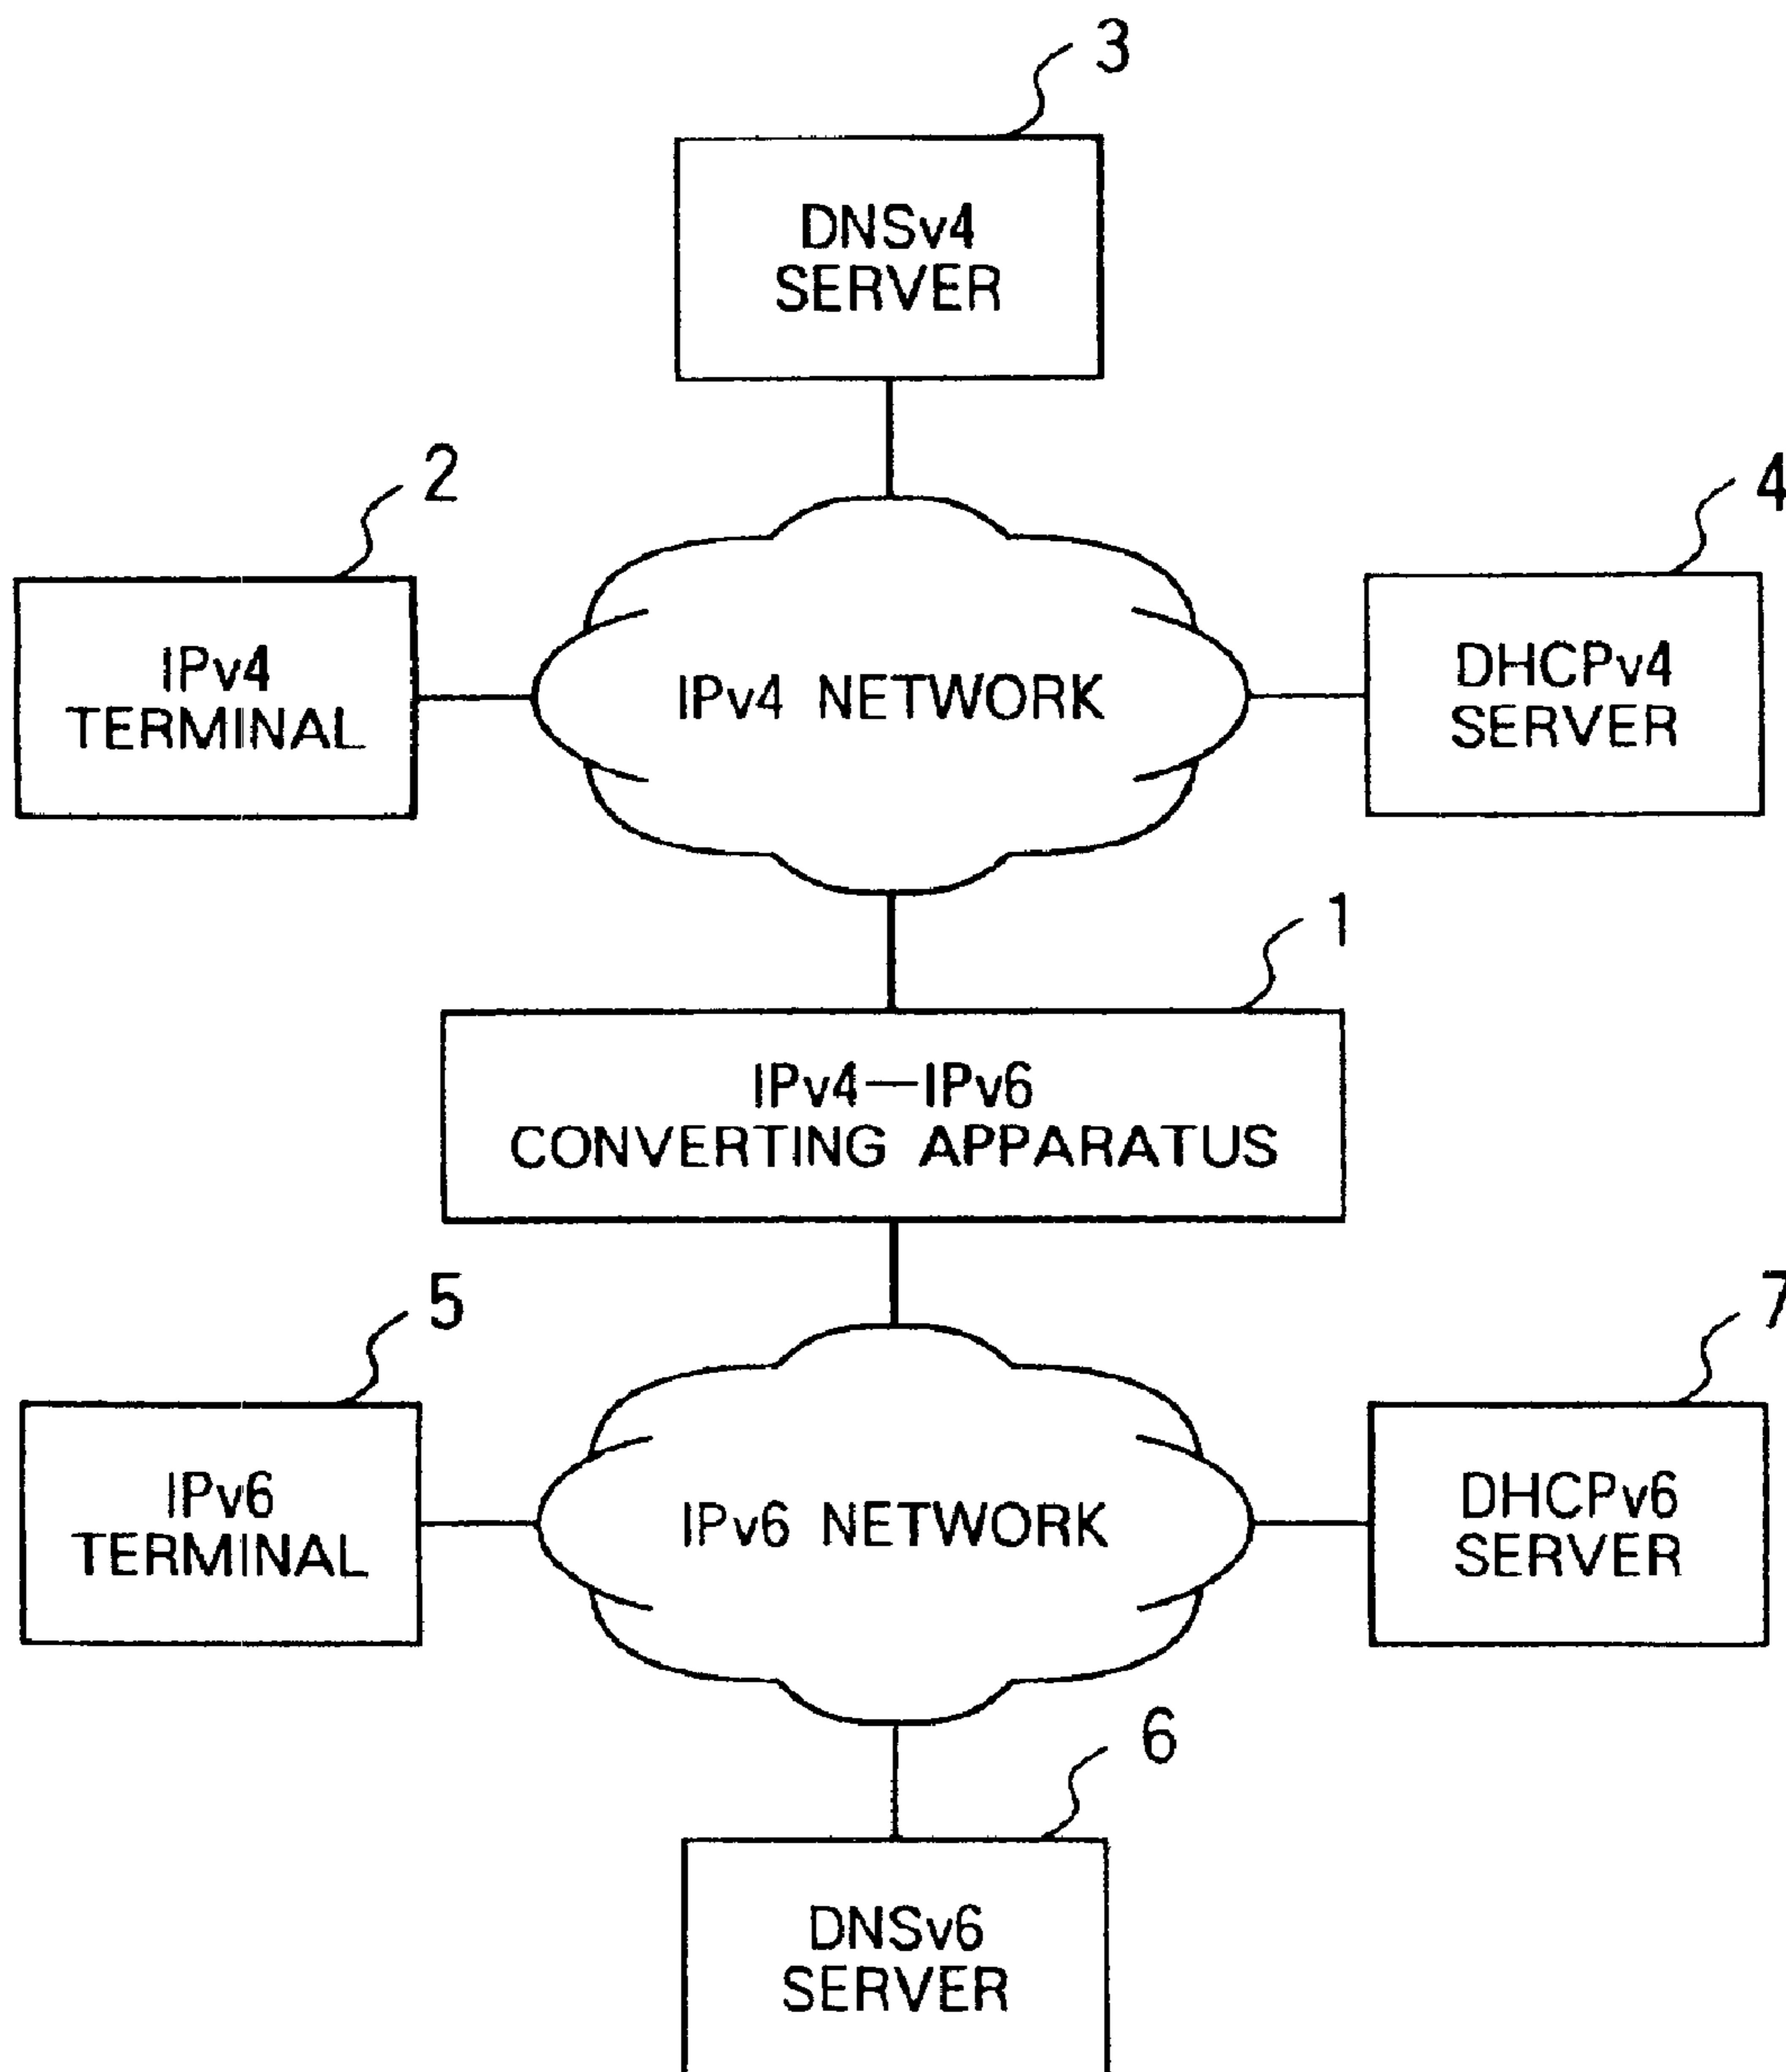 3
DNSv4
SERVER
2
4
IPv4
TERMINAL
IPv4 NETWORK
DHCPv4
SERVER
1
IPv4—IPv6
CONVERTING APPARATUS
5
7
IPv6
TERMINAL
IPv6 NETWORK
DHCPv6
SERVER
6
DNSv6
SERVER